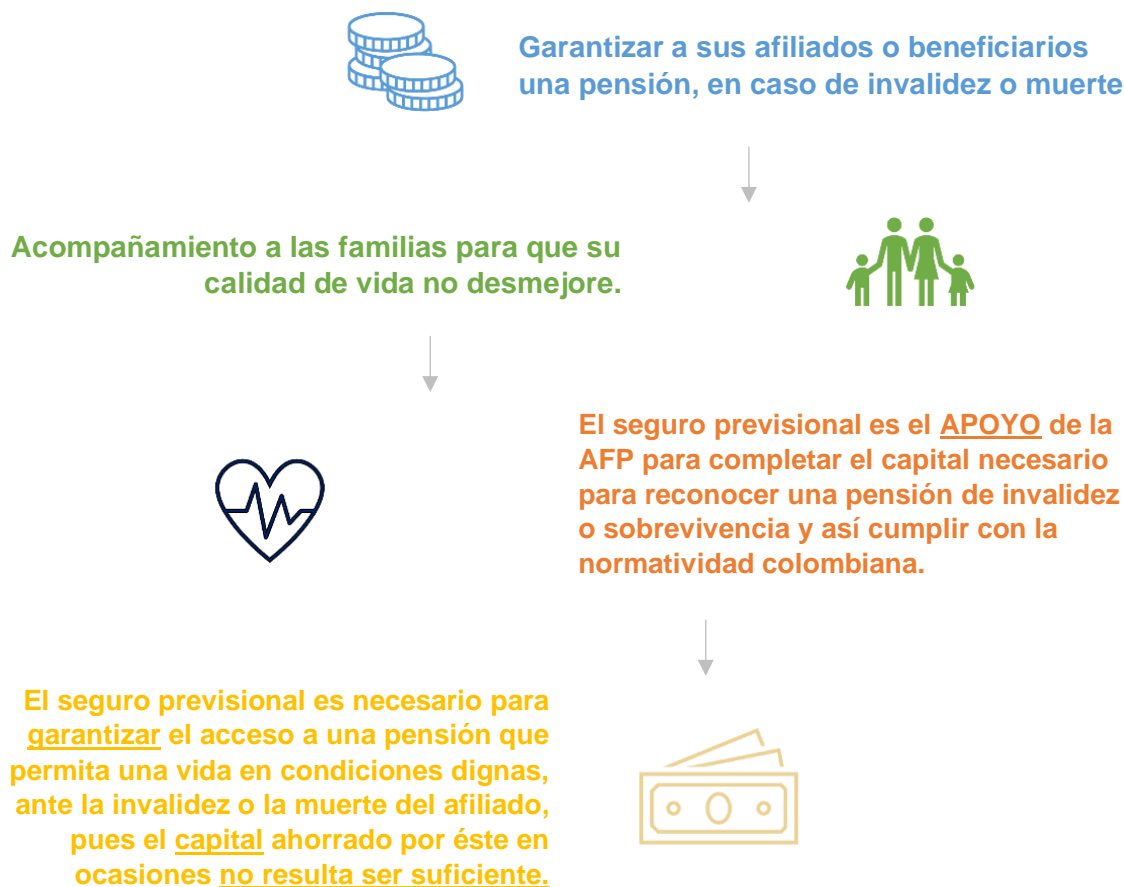 Garantizar a sus afiliados o beneficiarios
una pensión, en caso de invalidez o muerte
Acompañamiento a las familias para que su
calidad de vida no desmejore.
El seguro previsional es el APOYO de la
AFP para completar el capital necesario
para reconocer una pensión de invalidez
o sobrevivencia y así cumplir con la
normatividad colombiana.
El seguro previsional es necesario para
garantizar el acceso a una pensión que
permita una vida en condiciones dignas,
ante la invalidez o la muerte del afiliado,
pues el capital ahorrado por éste en
ocasiones no resulta ser suficiente.